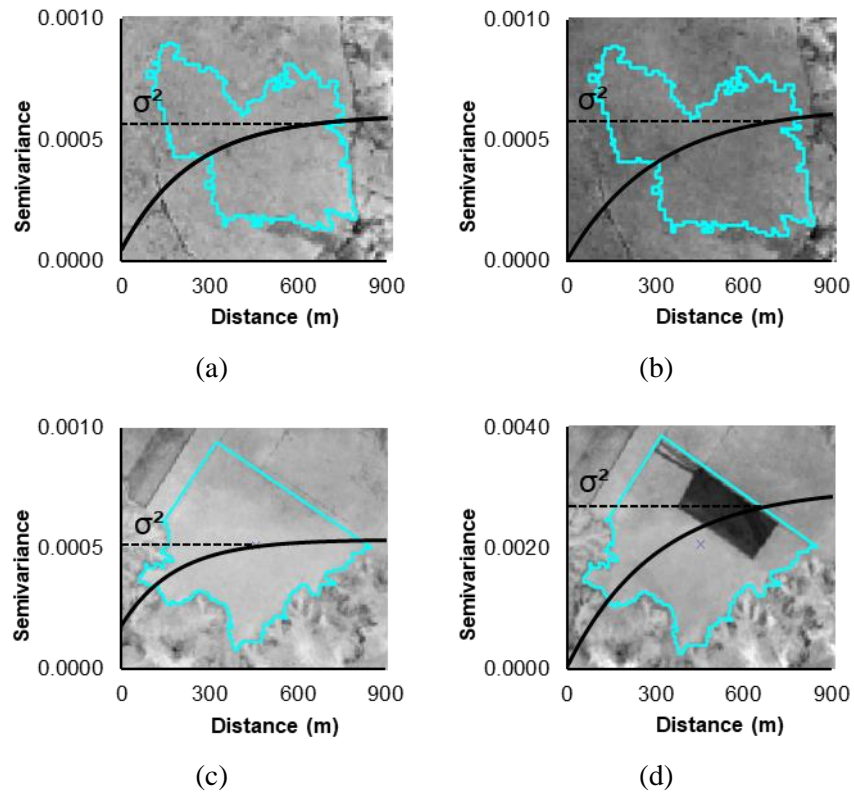 0.0010
0.0005
0.0000
Semivariance
σ²
0 300 600 900
Distance (m)
(a)
0.0010
0.0005
0.0000
Semivariance
σ²
0 300 600 900
Distance (m)
(b)
0.0010
0.0005
0.0000
Semivariance
σ²
0 300 600 900
Distance (m)
(c)
0.0040
0.0020
0.0000
Semivariance
σ²
0 300 600 900
Distance (m)
(d)